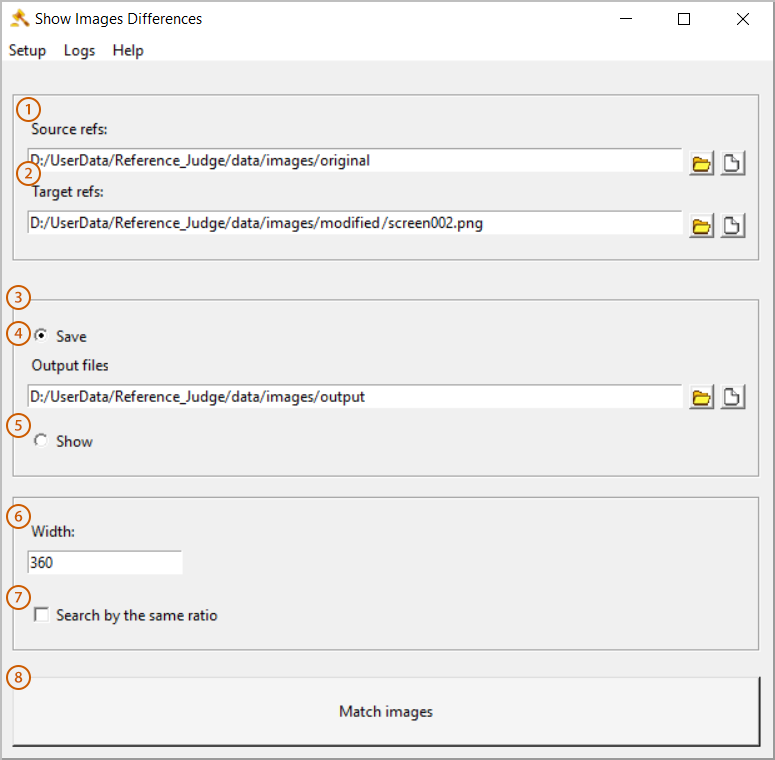 Show Images Differences
Setup Logs Help
1
Source refs:
D:/UserData/Reference_Judge/data/images/original
2
Target refs:
D:/UserData/Reference_Judge/data/images/modified/screen002.png
3
4 Save
Output files
D:/UserData/Reference_Judge/data/images/output
5
Show
6
Width:
360
7
Search by the same ratio
8
Match images